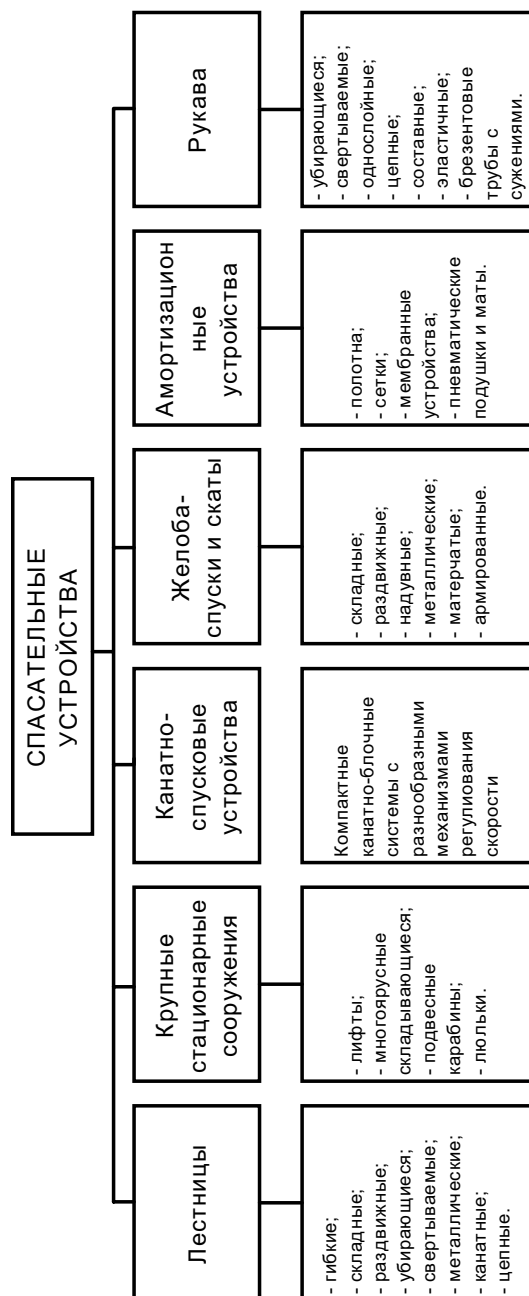 СПАСАТЕЛЬНЫЕ
УСТРОЙСТВА
Лестницы
Крупные
стационарные
сооружения
Канатно-
спусковые
устройства
Желоба-
спуски и скаты
Амортизацион
ные
устройства
Рукава
- гибкие;
- складные;
- раздвижные;
- убирающиеся;
- свертываемые;
- металлические;
- канатные;
- цепные.
- лифты;
- многоярусные
складывающиеся;
- подвесные
карабины;
- люльки.
Компактные
канатно-блочные
системы с
разнообразными
механизмами
регулиования
скорости
- складные;
- раздвижные;
- надувные;
- металлические;
- матерчатые;
- армированные.
- полотна;
- сетки;
- мембранные
устройства;
- пневматические
подушки и маты.
- убирающиеся;
- свертываемые;
- однослойные;
- цепные;
- составные;
- эластичные;
- брезентовые
трубы с
сужениями.